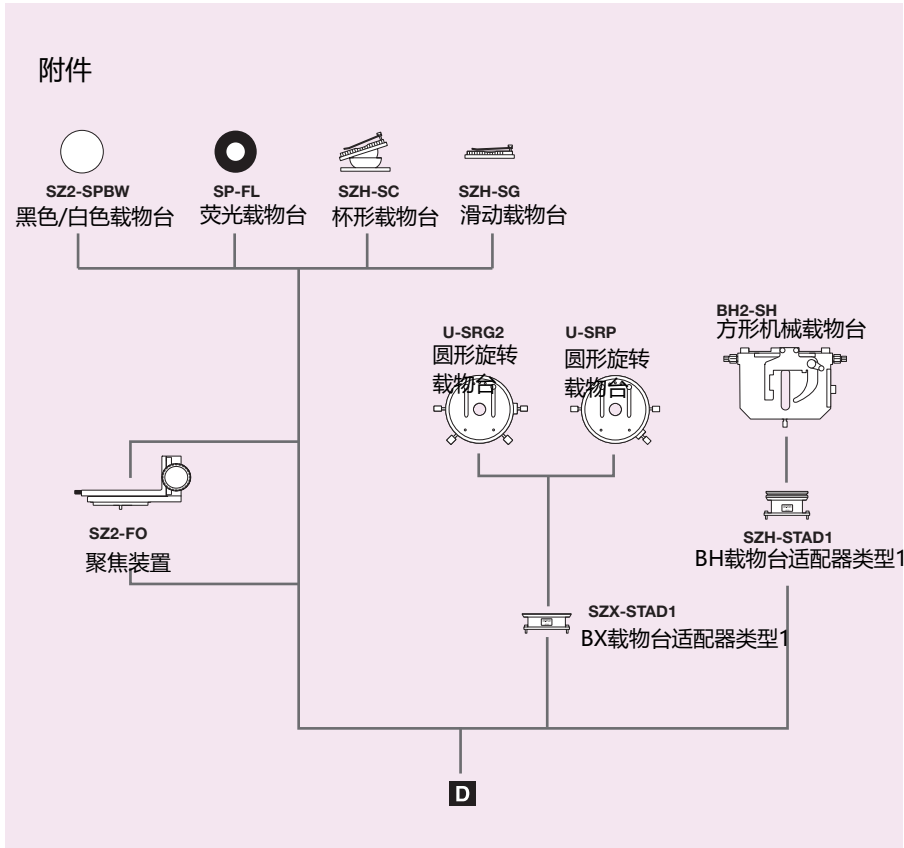 附件
SZ2-SPBW
黑色/白色载物台
SP-FL
荧光载物台
SZH-SC
杯形载物台
SZH-SG
滑动载物台
U-SRG2
圆形旋转
载物台
U-SRP
圆形旋转
载物台
BH2-SH
方形机械载物台
SZ2-FO
聚焦装置
SZH-STAD1
BH载物台适配器类型1
SZX-STAD1
BX载物台适配器类型1
D